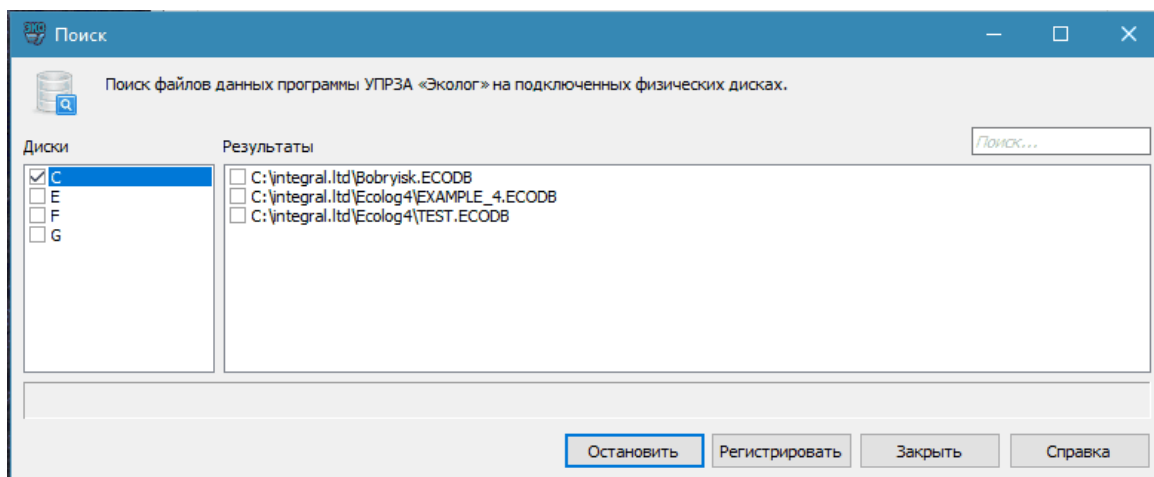 ЭКО
Поиск
Поиск файлов данных программы УПРЗА «Эколог» на подключенных физических дисках.
Поиск...
Диски
Результаты
C
E
F
G
C:\integral.ltd\Bobryisk.ECODB
C:\integral.ltd\Ecolog4\EXAMPLE_4.ECODB
C:\integral.ltd\Ecolog4\TEST.ECODB
Остановить
Регистрировать
Закрыть
Справка